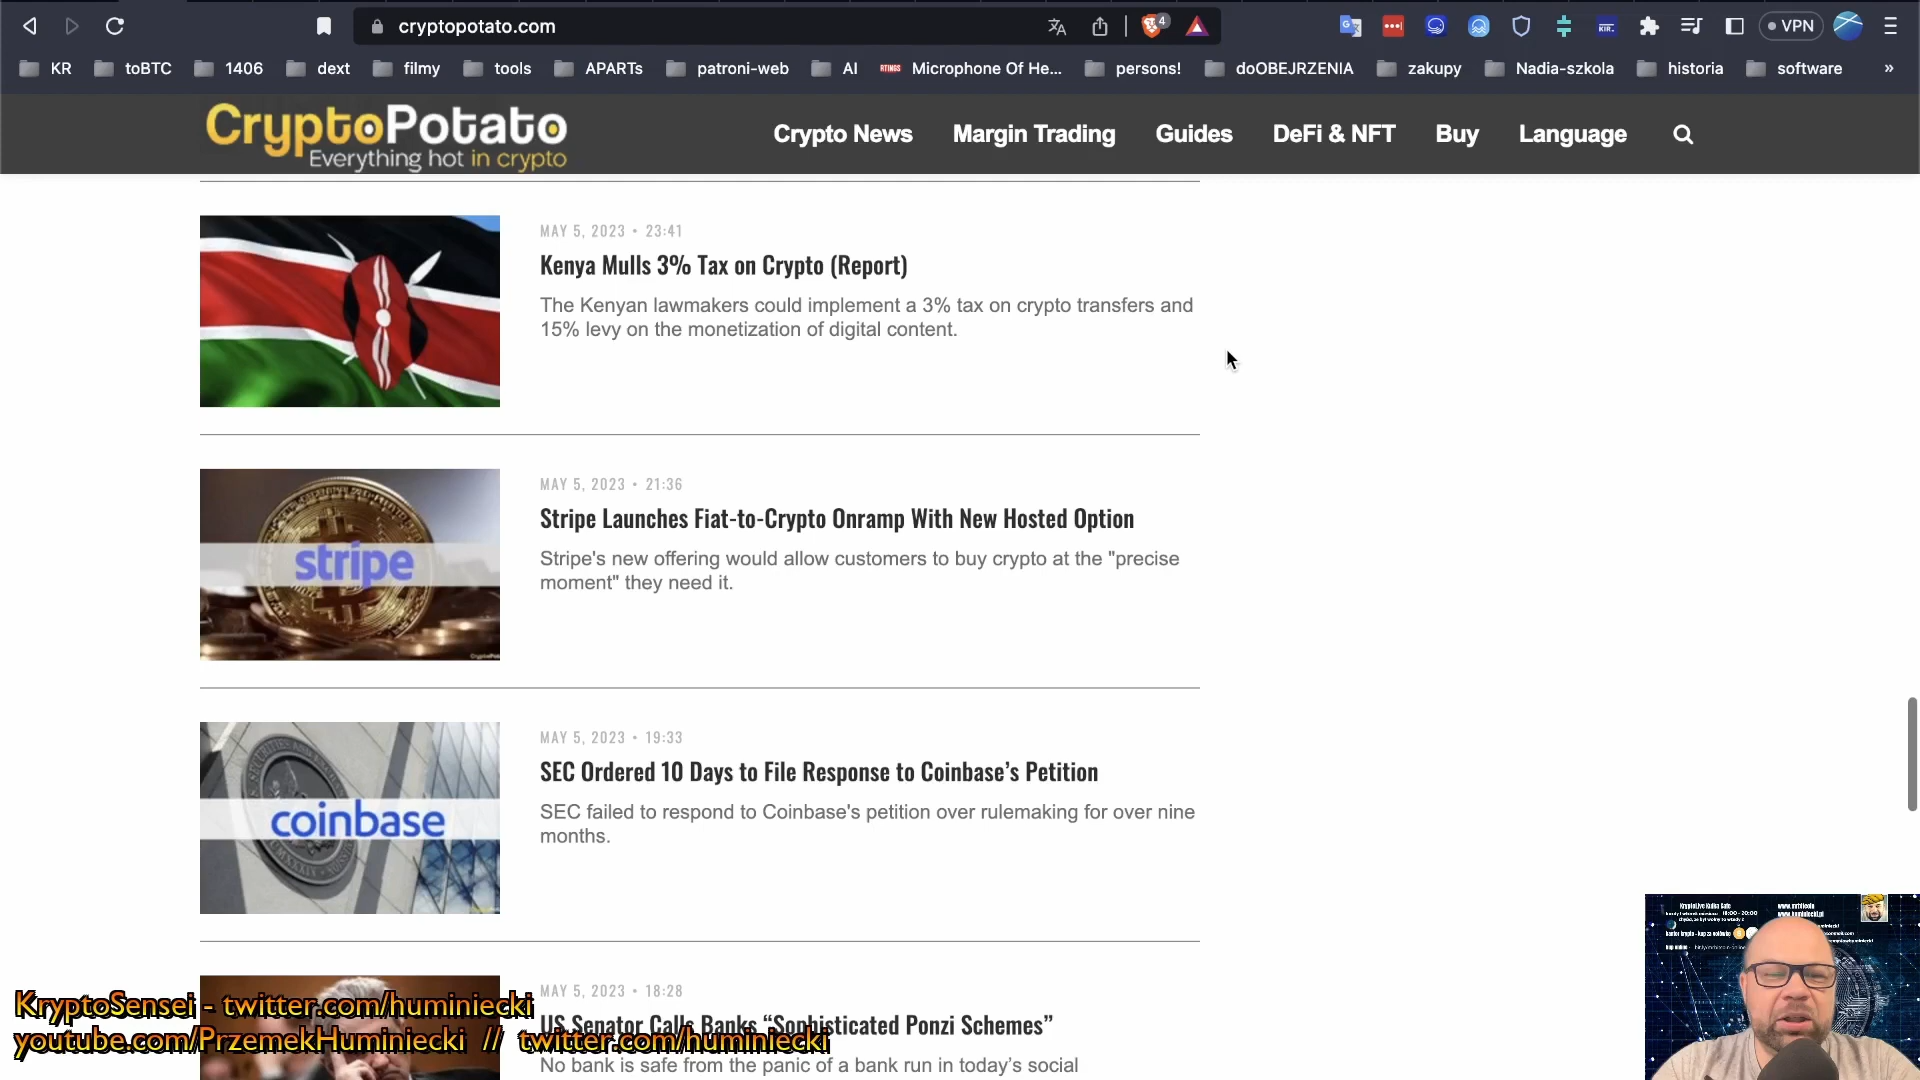 cryptopotato.com
4
VPN
KR
toBTC
1406
dext
filmy
tools
APARTs
patroni-web
AI
RTINGS Microphone Of He...
persons!
doOBEJRZENIA
zakupy
Nadia-szkola
historia
software
»
CryptoPotato
Everything hot in crypto
Crypto News
Margin Trading
Guides
DeFi & NFT
Buy
Language
MAY 5, 2023 • 23:41
Kenya Mulls 3% Tax on Crypto (Report)
The Kenyan lawmakers could implement a 3% tax on crypto transfers and
15% levy on the monetization of digital content.
stripe
MAY 5, 2023 • 21:36
Stripe Launches Fiat-to-Crypto Onramp With New Hosted Option
Stripe's new offering would allow customers to buy crypto at the "precise
moment" they need it.
coinbase
MAY 5, 2023 • 19:33
SEC Ordered 10 Days to File Response to Coinbase’s Petition
SEC failed to respond to Coinbase's petition over rulemaking for over nine
months.
MAY 5, 2023 • 18:28
US Senator Calls Banks “Sophisticated Ponzi Schemes”
No bank is safe from the panic of a bank run in today’s social
KryptoSensei - twitter.com/huminiecki
youtube.com/PrzemekHuminiecki // twitter.com/huminiecki